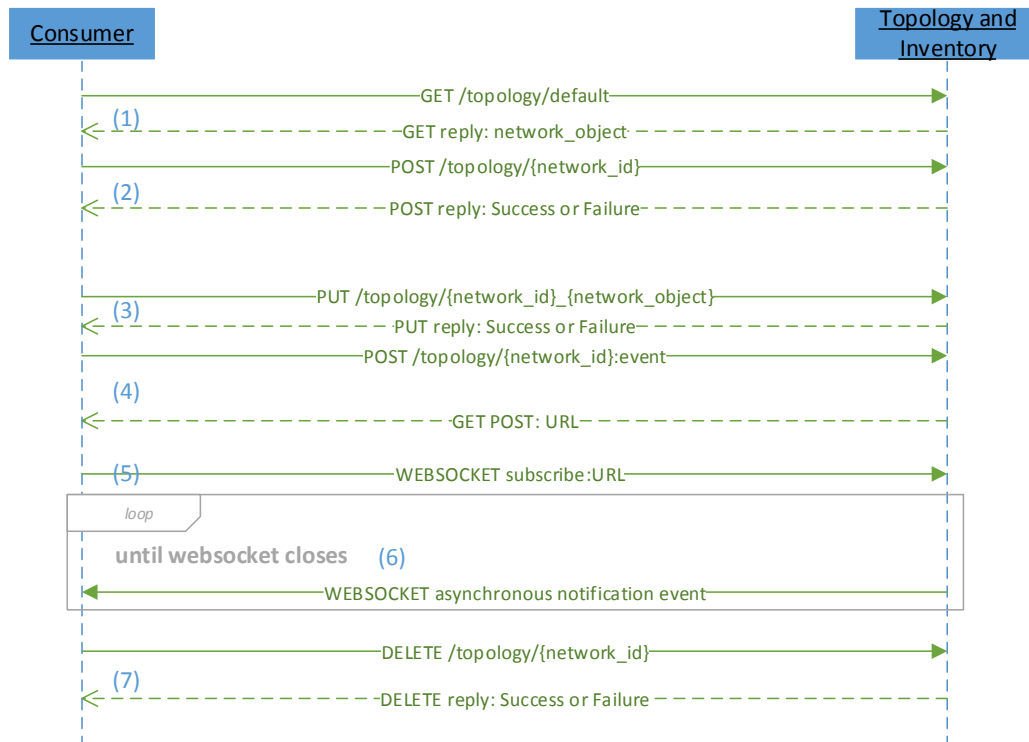 Consumer
Topology and
Inventory
GET /topology/default
(1)
GET reply: network_object
POST /topology/{network_id}
(2)
POST reply: Success or Failure
PUT /topology/{network_id}_{network_object}
(3)
PUT reply: Success or Failure
POST /topology/{network_id}:event
(4)
GET POST: URL
(5)
WEBSOCKET subscribe:URL
loop
until websocket closes
(6)
WEBSOCKET asynchronous notification event
DELETE /topology/{network_id}
(7)
DELETE reply: Success or Failure